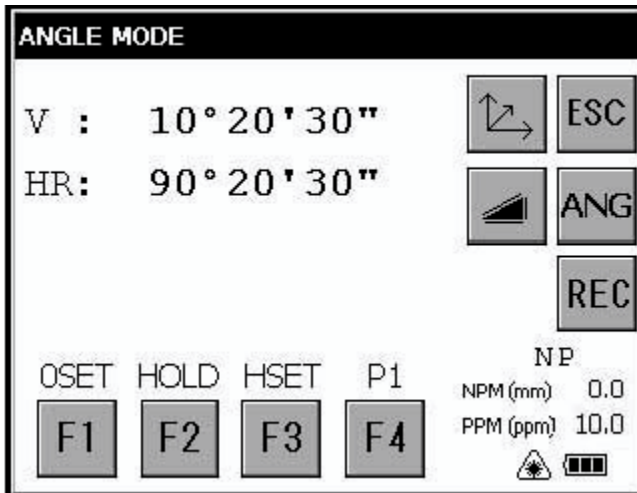 ANGLE MODE
V : 10°20'30"
HR: 90°20'30"
ESC
ANG
REC
0SET HOLD HSET P1
F1 F2 F3 F4
NP
NPM (mm) 0.0
PPM (ppm) 10.0